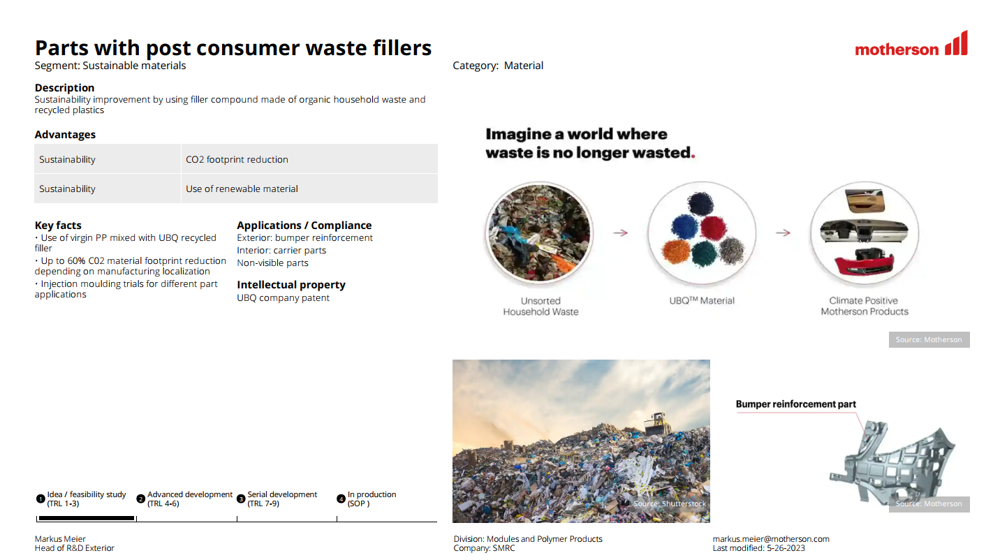 Parts with post consumer waste fillers
motherson
Segment: Sustainable materials
Category: Material
Description
Sustainability improvement by using filler compound made of organic household waste and
recycled plastics
Advantages
Sustainability
CO2 footprint reduction
Sustainability
Use of renewable material
Key facts
• Use of virgin PP mixed with UBQ recycled
filler
• Up to 60% C02 material footprint reduction
depending on manufacturing localization
• Injection moulding trials for different part
applications
Applications / Compliance
Exterior: bumper reinforcement
Interior: carrier parts
Non-visible parts
Intellectual property
UBQ company patent
Imagine a world where
waste is no longer wasted.
Unsorted
Household Waste
UBQ™ Material
Climate Positive
Motherson Products
Source: Motherson
Source: Shutterstock
Bumper reinforcement part
Source: Motherson
1 Idea / feasibility study
(TRL 1-3)
2 Advanced development
(TRL 4-6)
3 Serial development
(TRL 7-9)
4 In production
(SOP )
Markus Meier
Head of R&D Exterior
Division: Modules and Polymer Products
Company: SMRC
markus.meier@motherson.com
Last modified: 5-26-2023